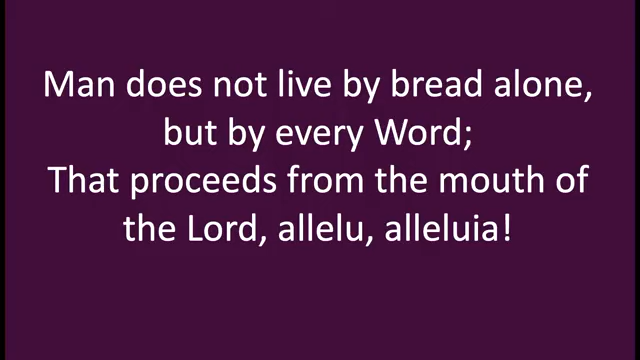 Man does not live by bread alone,
but by every Word;
That proceeds from the mouth of
the Lord, allelu, alleluia!